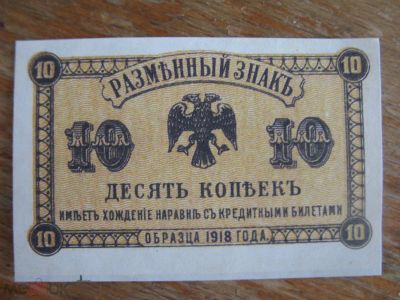 10 10
РАЗМѢННЫЙ ЗНАКЪ
10 10
ДЕСЯТЬ КОПѢЕКЪ
ИМѢЕТЪ ХОЖДЕНІЕ НАРАВНѢ СЪ КРЕДИТНЫМИ БИЛЕТАМИ
10 ОБРАЗЦА 1918 ГОДА. 10